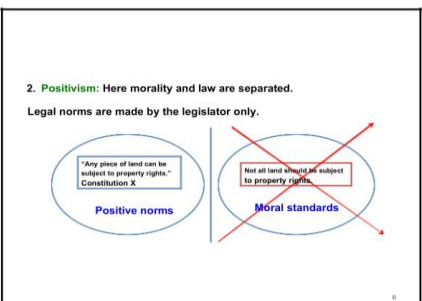 2. Positivism: Here morality and law are separated.
Legal norms are made by the legislator only.
“Any piece of land can be
subject to property rights.”
Constitution X
Positive norms
Not all land should be subject
to property rights.
Moral standards
6